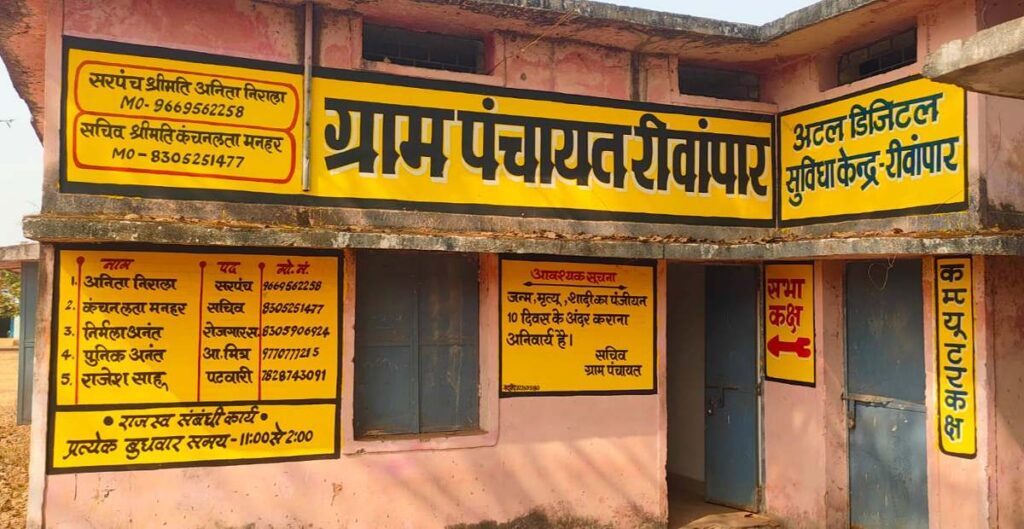 सरपंच श्रीमति अनिता निराला
MO- 9669562258
सचिव श्रीमति कंचनलता मनहर
MO- 8305251477
ग्राम पंचायत रीवांपार
अटल डिजिटल
सुविधा केन्द्र-रीवांपार
नाम पद मो.नं.
1. अनिता निराला सरपंच 9669562258
2. कंचनलता मनहर सचिव 8305251477
3. निर्मला अनंत रोजगारस. 8305906924
4. पुनिक अनंत आ.मित्र 9770777215
5. राजेश साहू पटवारी 7828743091
• राजस्व संबंधी कार्य •
प्रत्येक बुधवार समय - 11:00 से 2:00
आवश्यक सूचना
जन्म, मृत्यु, शादी का पंजीयन
10 दिवस के अंदर कराना
अनिवार्य है।
सचिव
ग्राम पंचायत
सभा
कक्ष
कम्प्यूटर कक्ष